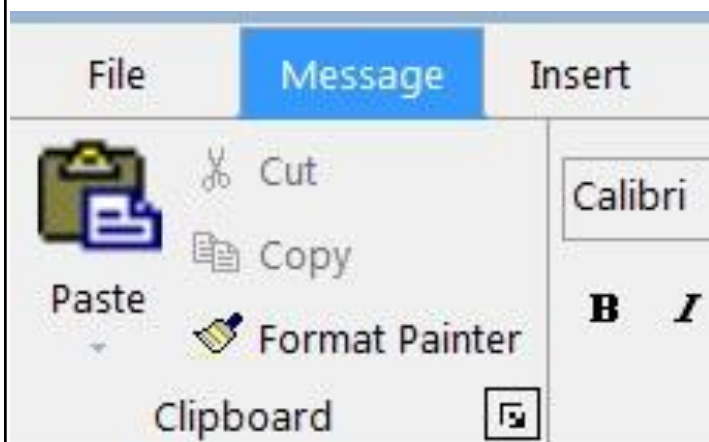 File Message Insert
Cut
Calibri
Copy
Paste
B I
Format Painter
Clipboard